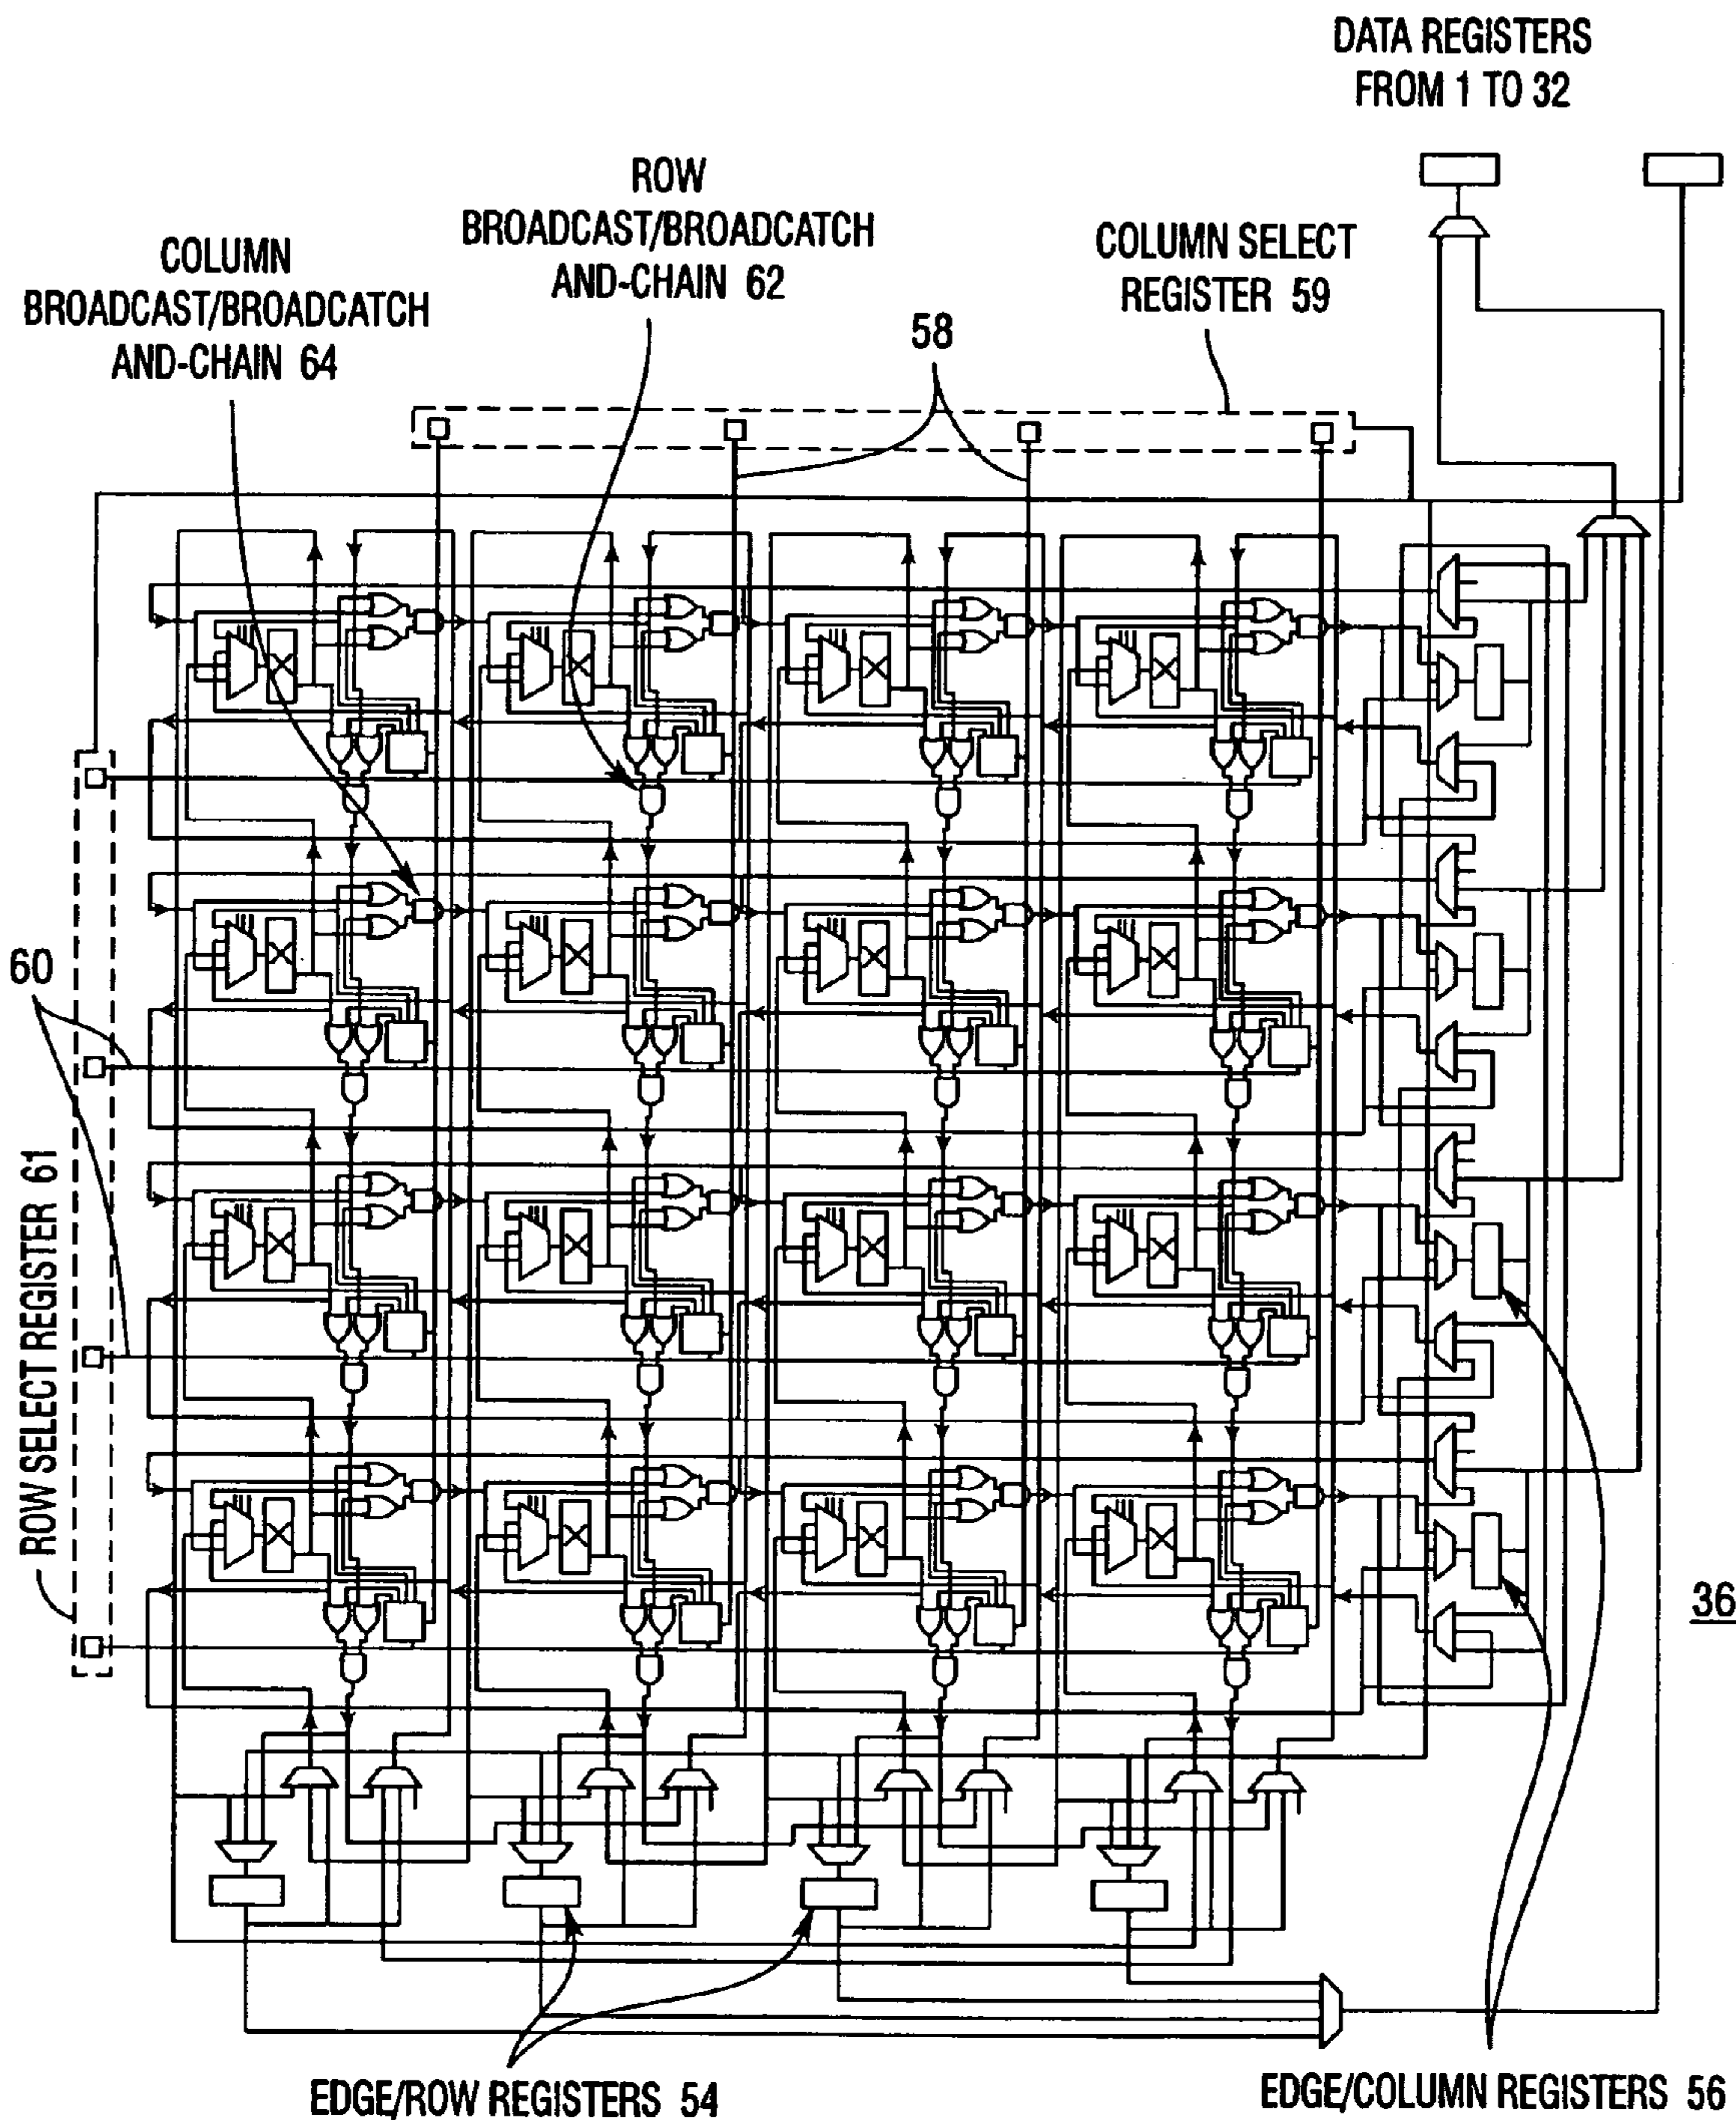 DATA REGISTERS
FROM 1 TO 32
ROW
BROADCAST/BROADCATCH
AND-CHAIN 62
COLUMN SELECT
REGISTER 59
COLUMN
BROADCAST/BROADCATCH
AND-CHAIN 64
58
60
ROW SELECT REGISTER 61
36
EDGE/ROW REGISTERS 54
EDGE/COLUMN REGISTERS 56